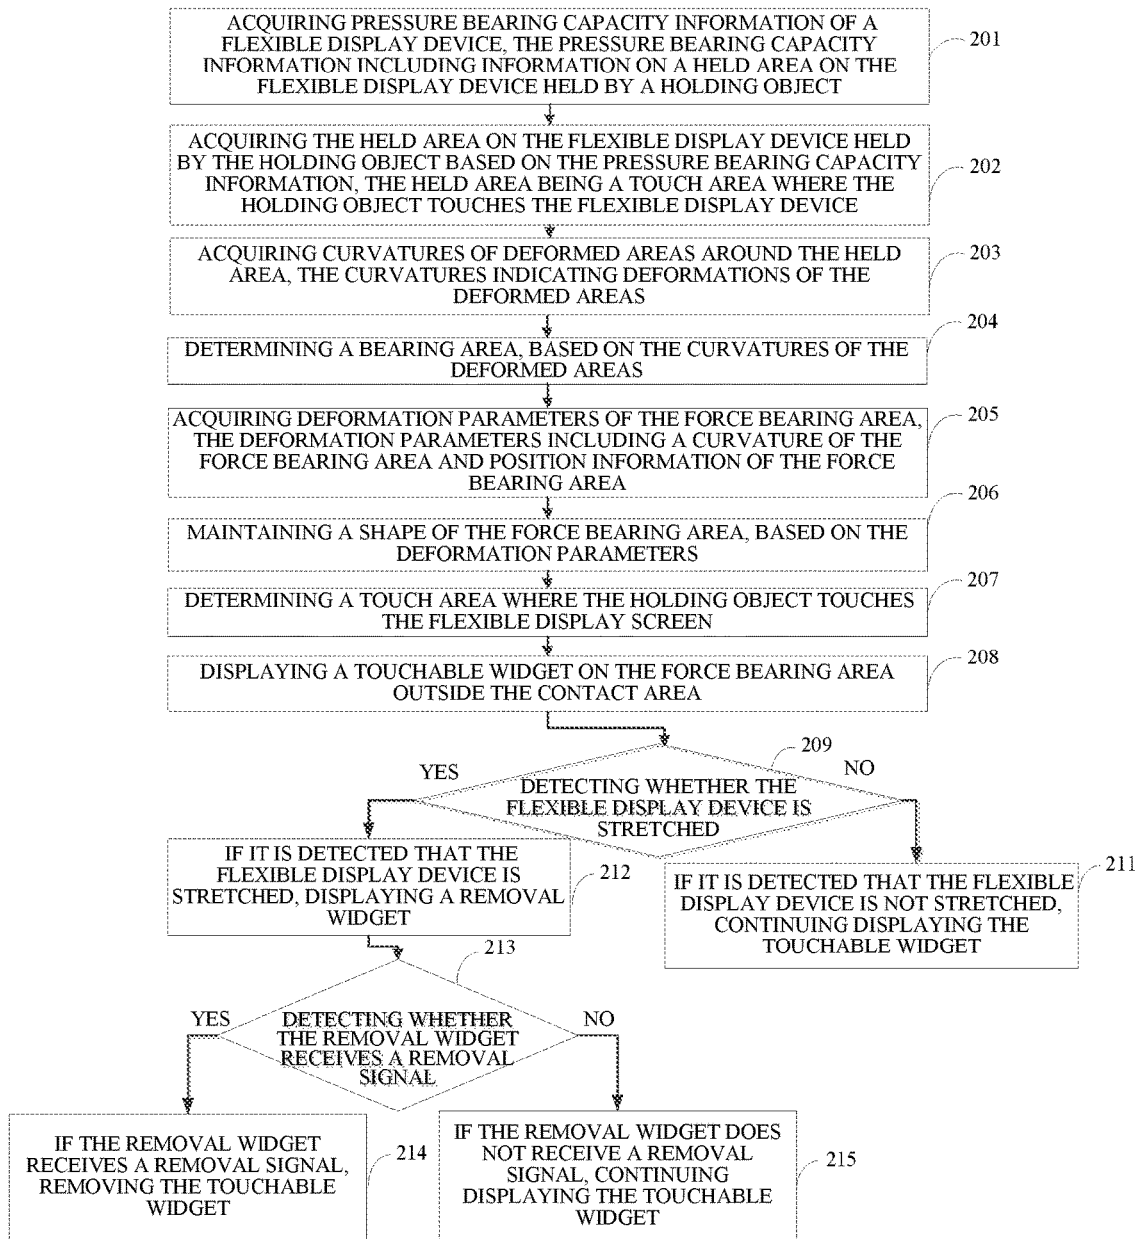 ACQUIRING PRESSURE BEARING CAPACITY INFORMATION OF A
FLEXIBLE DISPLAY DEVICE, THE PRESSURE BEARING CAPACITY
INFORMATION INCLUDING INFORMATION ON A HELD AREA ON THE
FLEXIBLE DISPLAY DEVICE HELD BY A HOLDING OBJECT
201
ACQUIRING THE HELD AREA ON THE FLEXIBLE DISPLAY DEVICE HELD
BY THE HOLDING OBJECT BASED ON THE PRESSURE BEARING CAPACITY
INFORMATION, THE HELD AREA BEING A TOUCH AREA WHERE THE
HOLDING OBJECT TOUCHES THE FLEXIBLE DISPLAY DEVICE
202
ACQUIRING CURVATURES OF DEFORMED AREAS AROUND THE HELD
AREA, THE CURVATURES INDICATING DEFORMATIONS OF THE
DEFORMED AREAS
203
DETERMINING A BEARING AREA, BASED ON THE CURVATURES OF THE
DEFORMED AREAS
204
ACQUIRING DEFORMATION PARAMETERS OF THE FORCE BEARING AREA,
THE DEFORMATION PARAMETERS INCLUDING A CURVATURE OF THE
FORCE BEARING AREA AND POSITION INFORMATION OF THE FORCE
BEARING AREA
205
MAINTAINING A SHAPE OF THE FORCE BEARING AREA, BASED ON THE
DEFORMATION PARAMETERS
206
DETERMINING A TOUCH AREA WHERE THE HOLDING OBJECT TOUCHES
THE FLEXIBLE DISPLAY SCREEN
207
DISPLAYING A TOUCHABLE WIDGET ON THE FORCE BEARING AREA
OUTSIDE THE CONTACT AREA
208
209
YES
NO
DETECTING WHETHER THE
FLEXIBLE DISPLAY DEVICE IS
STRETCHED
IF IT IS DETECTED THAT THE
FLEXIBLE DISPLAY DEVICE IS
STRETCHED, DISPLAYING A REMOVAL
WIDGET
212
IF IT IS DETECTED THAT THE FLEXIBLE
DISPLAY DEVICE IS NOT STRETCHED,
CONTINUING DISPLAYING THE
TOUCHABLE WIDGET
211
213
YES
NO
DETECTING WHETHER
THE REMOVAL WIDGET
RECEIVES A REMOVAL
SIGNAL
IF THE REMOVAL WIDGET
RECEIVES A REMOVAL SIGNAL,
REMOVING THE TOUCHABLE
WIDGET
214
IF THE REMOVAL WIDGET DOES
NOT RECEIVE A REMOVAL
SIGNAL, CONTINUING
DISPLAYING THE TOUCHABLE
WIDGET
215